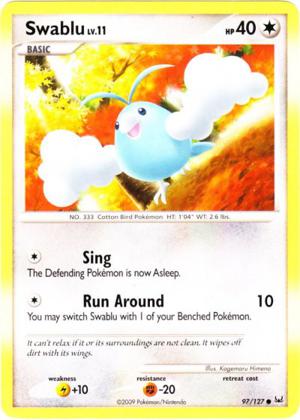 Swablu LV.11 HP 40
BASIC
NO. 333 Cotton Bird Pokémon HT: 1'04" WT: 2.6 lbs.
Sing
The Defending Pokémon is now Asleep.
Run Around 10
You may switch Swablu with 1 of your Benched Pokémon.
It can't relax if it or its surroundings are not clean. It wipes off
dirt with its wings.
Illus. Kagemaru Himeno
weakness resistance retreat cost
+10 -20
©2009 Pokémon/Nintendo 97/127